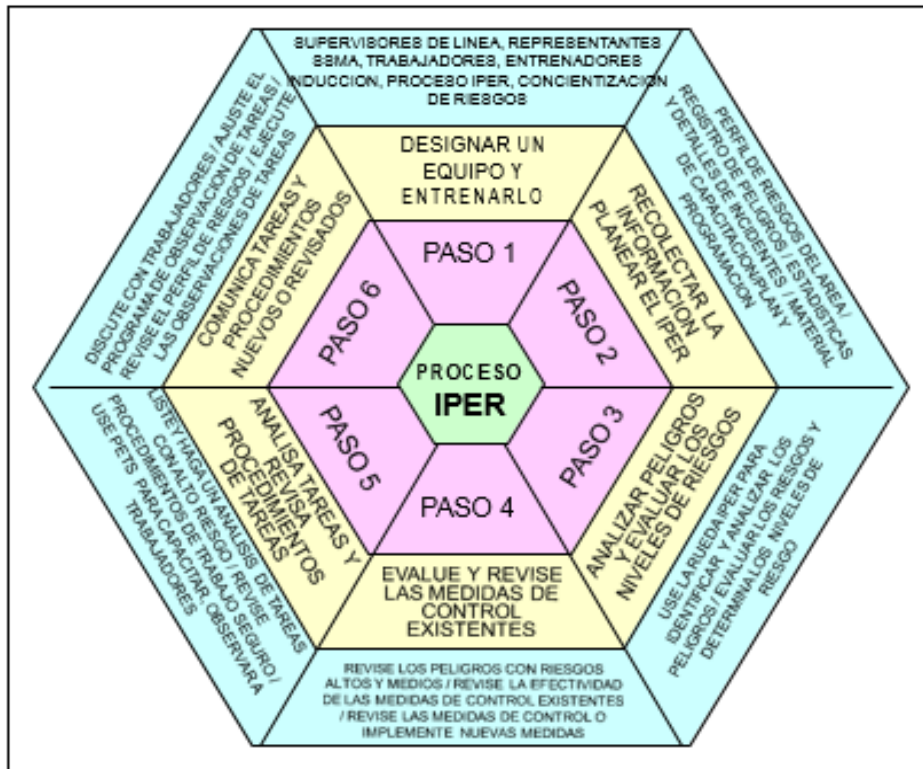 SUPERVISORES DE LINEA, REPRESENTANTES
SSMA, TRABAJADORES, ENTRENADORES
INDUCCION, PROCESO IPER, CONCIENTIZACION
DE RIESGOS
DESIGNAR UN
EQUIPO Y
ENTRENARLO
PASO 1
PERFIL DE RIESGOS DEL AREA /
REGISTRO DE PELIGROS / ESTADISTICAS
Y DETALLES DE INCIDENTES / MATERIAL
DE CAPACITACION/PLAN Y
PROGRAMACION
RECOLECTAR LA
INFORMACION
PLANEAR EL IPER
PASO 2
PROCESO
IPER
PASO 3
ANALIZAR PELIGROS
Y EVALUAR LOS
NIVELES DE RIESGOS
USE LA RUEDA IPER PARA
IDENTIFICAR Y ANALIZAR LOS
PELIGROS / EVALUAR LOS RIESGOS Y
DETERMINA LOS NIVELES DE
RIESGO
PASO 4
EVALUE Y REVISE
LAS MEDIDAS DE
CONTROL
EXISTENTES
REVISE LOS PELIGROS CON RIESGOS
ALTOS Y MEDIOS / REVISE LA EFECTIVIDAD
DE LAS MEDIDAS DE CONTROL EXISTENTES
/ REVISE LAS MEDIDAS DE CONTROL O
IMPLEMENTE NUEVAS MEDIDAS
PASO 5
ANALISA TAREAS Y
REVISA
PROCEDIMIENTOS
DE TAREAS
LISTE Y HAGA UN ANALISIS DE TAREAS
CON ALTO RIESGO / REVISE
PROCEDIMIENTOS DE TRABAJO SEGURO /
USE PETS PARA CAPACITAR, OBSERVAR A
TRABAJADORES
PASO 6
COMUNICA TAREAS Y
PROCEDIMIENTOS
NUEVOS O REVISADOS
DISCUTE CON TRABAJADORES / AJUSTE EL
PROGRAMA DE OBSERVACION DE TAREAS /
REVISE EL PERFIL DE RIESGOS / EJECUTE
LAS OBSERVACIONES DE TAREAS